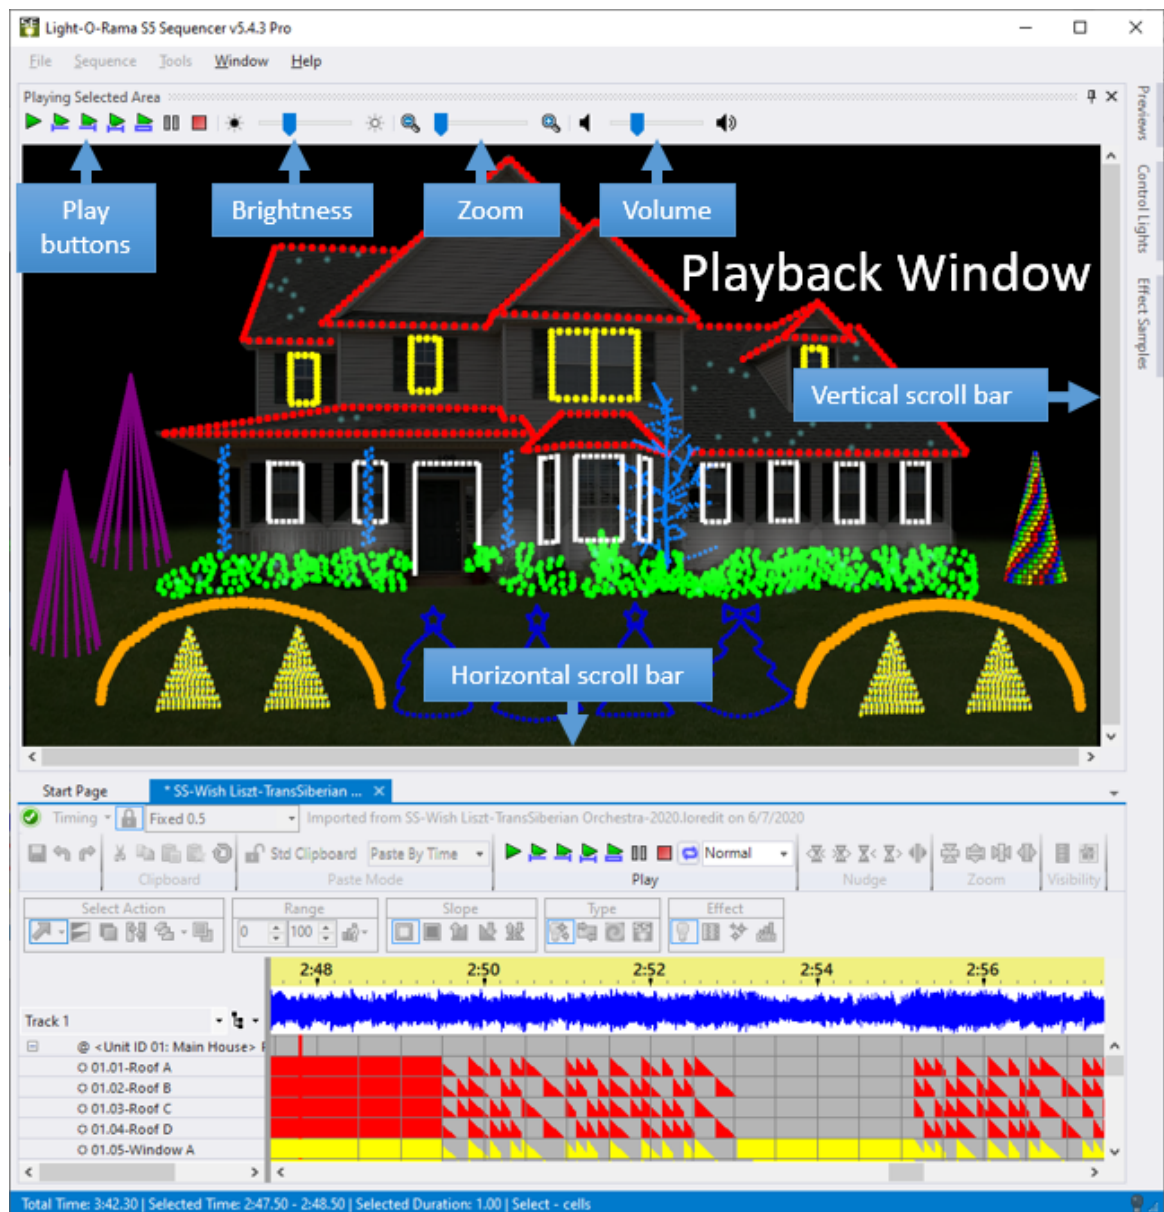 Light-O-Rama S5 Sequencer v5.4.3 Pro
File Sequence Tools Window Help
Playing Selected Area
Previews
Control Lights
Effect Samples
Play
buttons
Brightness
Zoom
Volume
Playback Window
Vertical scroll bar
Horizontal scroll bar
Start Page
* SS-Wish Liszt-TransSiberian ...
Timing
Fixed 0.5
Imported from SS-Wish Liszt-TransSiberian Orchestra-2020.loredit on 6/7/2020
Std Clipboard
Paste By Time
Normal
Clipboard
Paste Mode
Play
Nudge
Zoom
Visibility
Select Action
Range
Slope
Type
Effect
0
100
2:48 2:50 2:52 2:54 2:56
Track 1
@ <Unit ID 01: Main House>
01.01-Roof A
01.02-Roof B
01.03-Roof C
01.04-Roof D
01.05-Window A
Total Time: 3:42.30 | Selected Time: 2:47.50 - 2:48.50 | Selected Duration: 1.00 | Select - cells